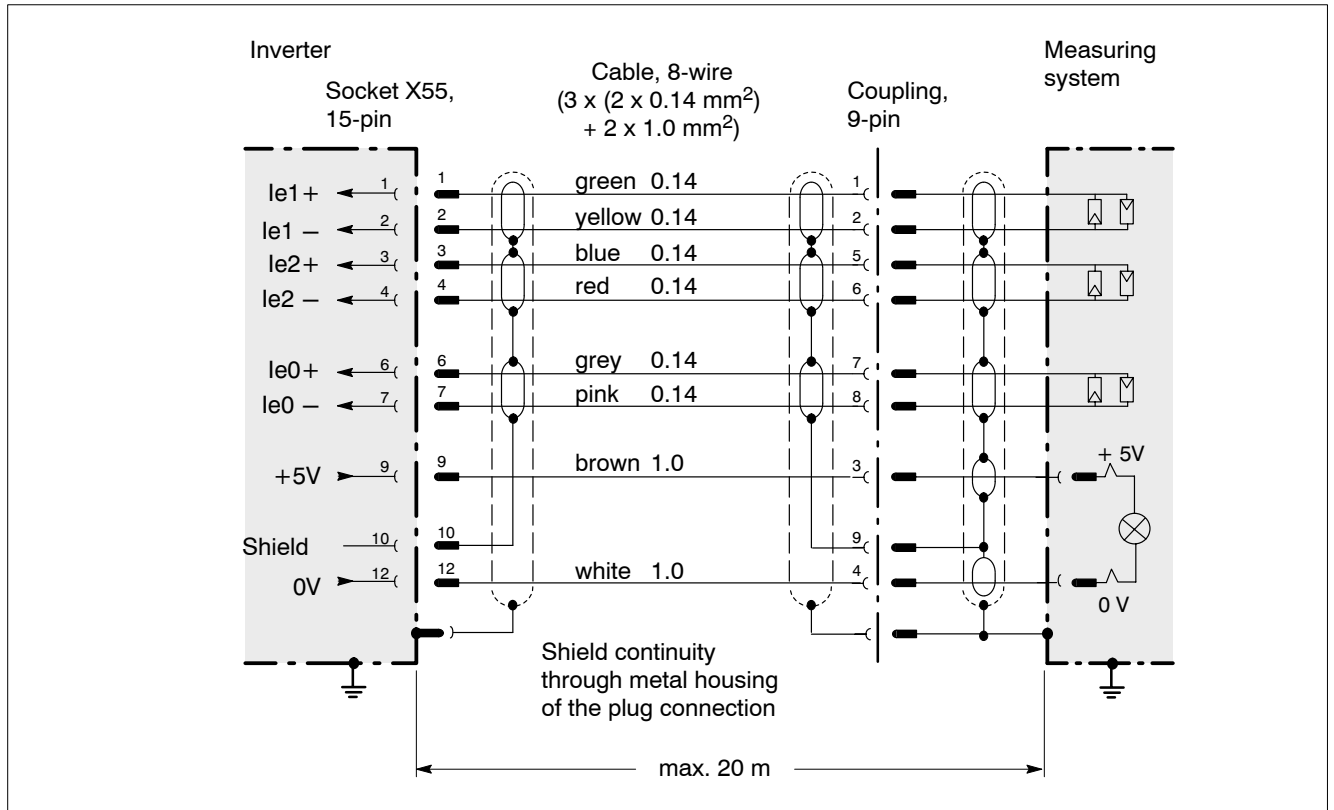 Inverter
Measuring
system
Socket X55,
15-pin
Cable, 8-wire
(3 x (2 x 0.14 mm²)
+ 2 x 1.0 mm²)
Coupling,
9-pin
Ie1+ 1 1 green 0.14 1
Ie1 – 2 2 yellow 0.14 2
Ie2+ 3 3 blue 0.14 5
Ie2 – 4 4 red 0.14 6
Ie0+ 6 6 grey 0.14 7
Ie0 – 7 7 pink 0.14 8
+5V 9 9 brown 1.0 3 + 5V
Shield 10 10 9
0V 12 12 white 1.0 4 0 V
Shield continuity
through metal housing
of the plug connection
max. 20 m